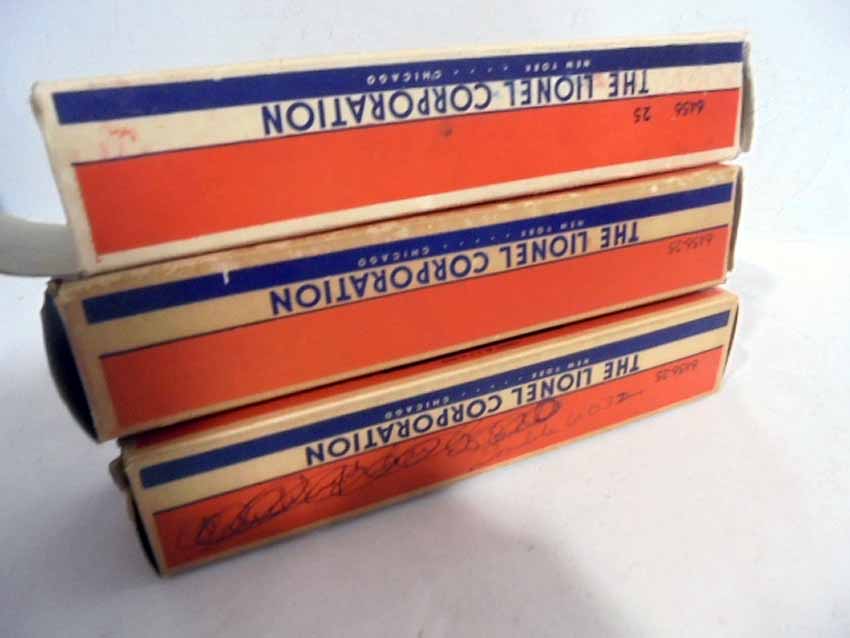 6456
25
THE LIONEL CORPORATION
NEW YORK . . . . CHICAGO
6456-25
THE LIONEL CORPORATION
NEW YORK . . . . CHICAGO
6456-25
THE LIONEL CORPORATION
NEW YORK . . . . CHICAGO
6032